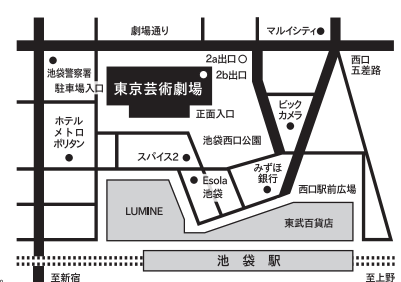 劇場通り
マルイシティ
2a出口
2b出口
西口
五差路
池袋警察署
駐車場入口
東京芸術劇場
正面入口
ビック
カメラ
ホテル
メトロ
ポリタン
池袋西口公園
スパイス2
Esola
池袋
みずほ
銀行
西口駅前広場
LUMINE
東武百貨店
池袋駅
至新宿
至上野